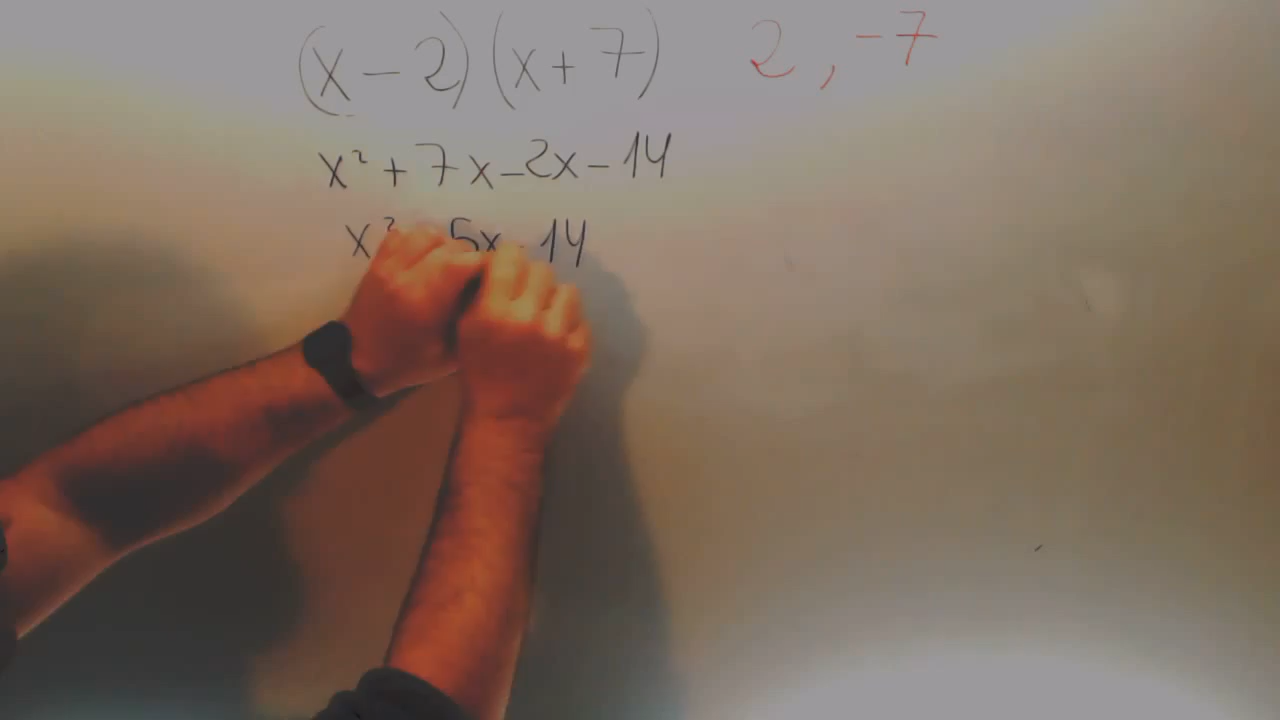 (x - 2)(x + 7) 2, -7
x² + 7x - 2x - 14
x² 5x - 14